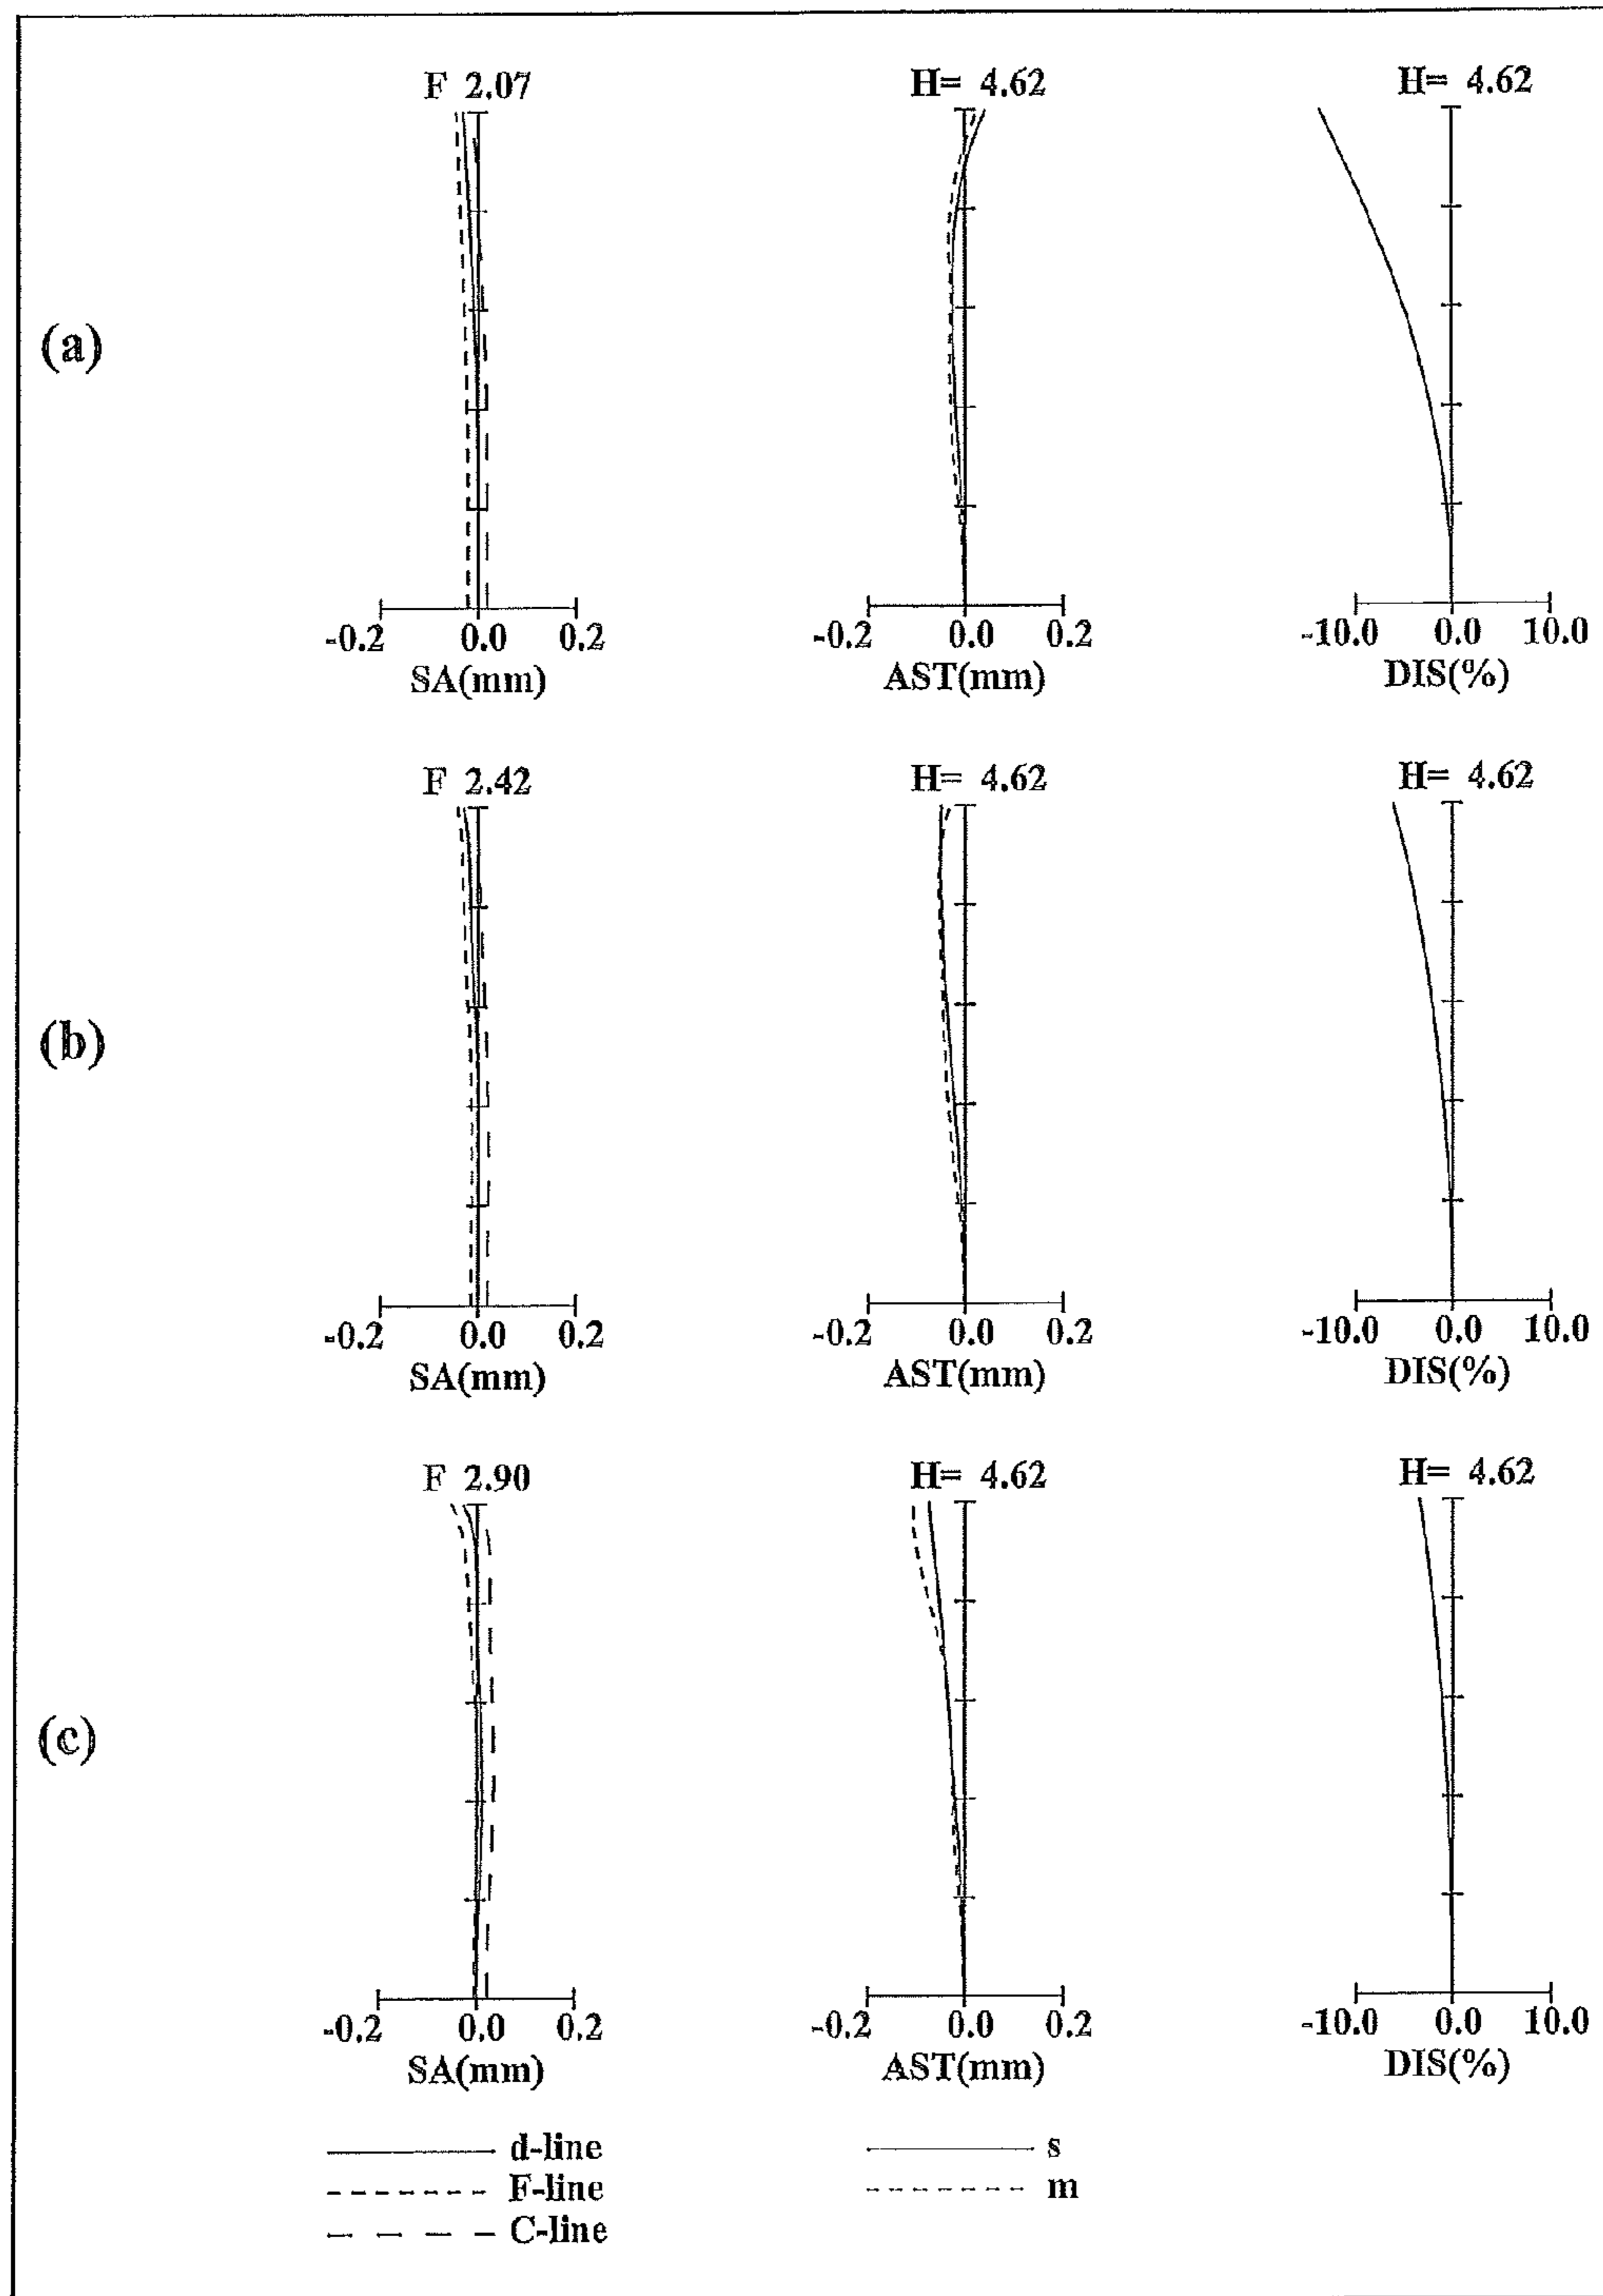 F 2.07 H= 4.62 H= 4.62
(a)
-0.2 0.0 0.2 -0.2 0.0 0.2 -10.0 0.0 10.0
SA(mm) AST(mm) DIS(%)
F 2.42 H= 4.62 H= 4.62
(b)
-0.2 0.0 0.2 -0.2 0.0 0.2 -10.0 0.0 10.0
SA(mm) AST(mm) DIS(%)
F 2.90 H= 4.62 H= 4.62
(c)
-0.2 0.0 0.2 -0.2 0.0 0.2 -10.0 0.0 10.0
SA(mm) AST(mm) DIS(%)
d-line s
F-line m
C-line